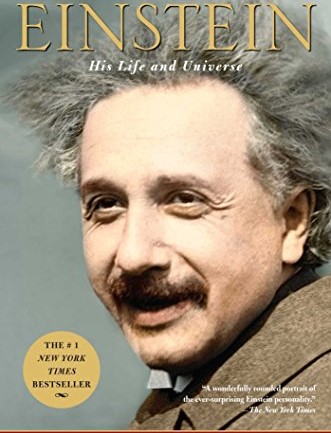 EINSTEIN
His Life and Universe
THE #1
NEW YORK
TIMES
BESTSELLER
“A wonderfully rounded portrait of
the ever-surprising Einstein personality.”
—The New York Times